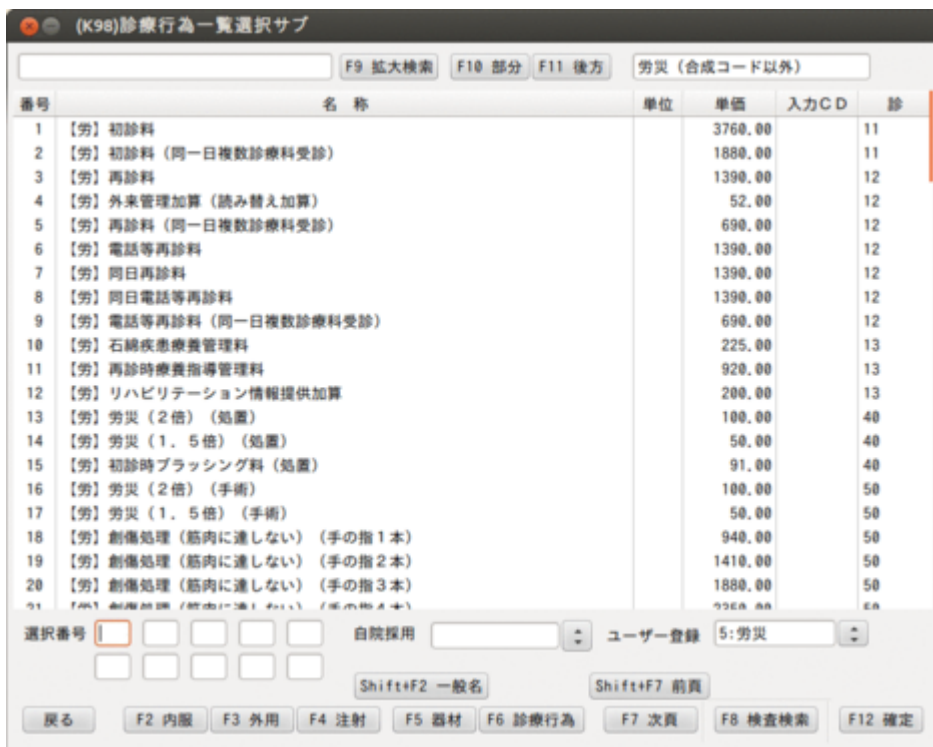 (K98)診療行為一覧選択サブ
F9 拡大検索 F10 部分 F11 後方 労災（合成コード以外）
番号 名 称 単位 単価 入力ＣＤ 診
1 【労】初診料 3760.00 11
2 【労】初診料（同一日複数診療科受診） 1880.00 11
3 【労】再診料 1390.00 12
4 【労】外来管理加算（読み替え加算） 52.00 12
5 【労】再診料（同一日複数診療科受診） 690.00 12
6 【労】電話等再診料 1390.00 12
7 【労】同日再診料 1390.00 12
8 【労】同日電話等再診料 1390.00 12
9 【労】電話等再診料（同一日複数診療科受診） 690.00 12
10 【労】石綿疾患療養管理料 225.00 13
11 【労】再診時療養指導管理料 920.00 13
12 【労】リハビリテーション情報提供加算 200.00 13
13 【労】労災（２倍）（処置） 100.00 40
14 【労】労災（１．５倍）（処置） 50.00 40
15 【労】初診時ブラッシング料（処置） 91.00 40
16 【労】労災（２倍）（手術） 100.00 50
17 【労】労災（１．５倍）（手術） 50.00 50
18 【労】創傷処理（筋肉に達しない）（手の指１本） 940.00 50
19 【労】創傷処理（筋肉に達しない）（手の指２本） 1410.00 50
20 【労】創傷処理（筋肉に達しない）（手の指３本） 1880.00 50
21 【労】創傷処理（筋肉に達しない）（手の指４本） 2350.00 50
選択番号 自院採用 ユーザー登録 5:労災
Shift+F2 一般名 Shift+F7 前頁
戻る F2 内服 F3 外用 F4 注射 F5 器材 F6 診療行為 F7 次頁 F8 検査検索 F12 確定